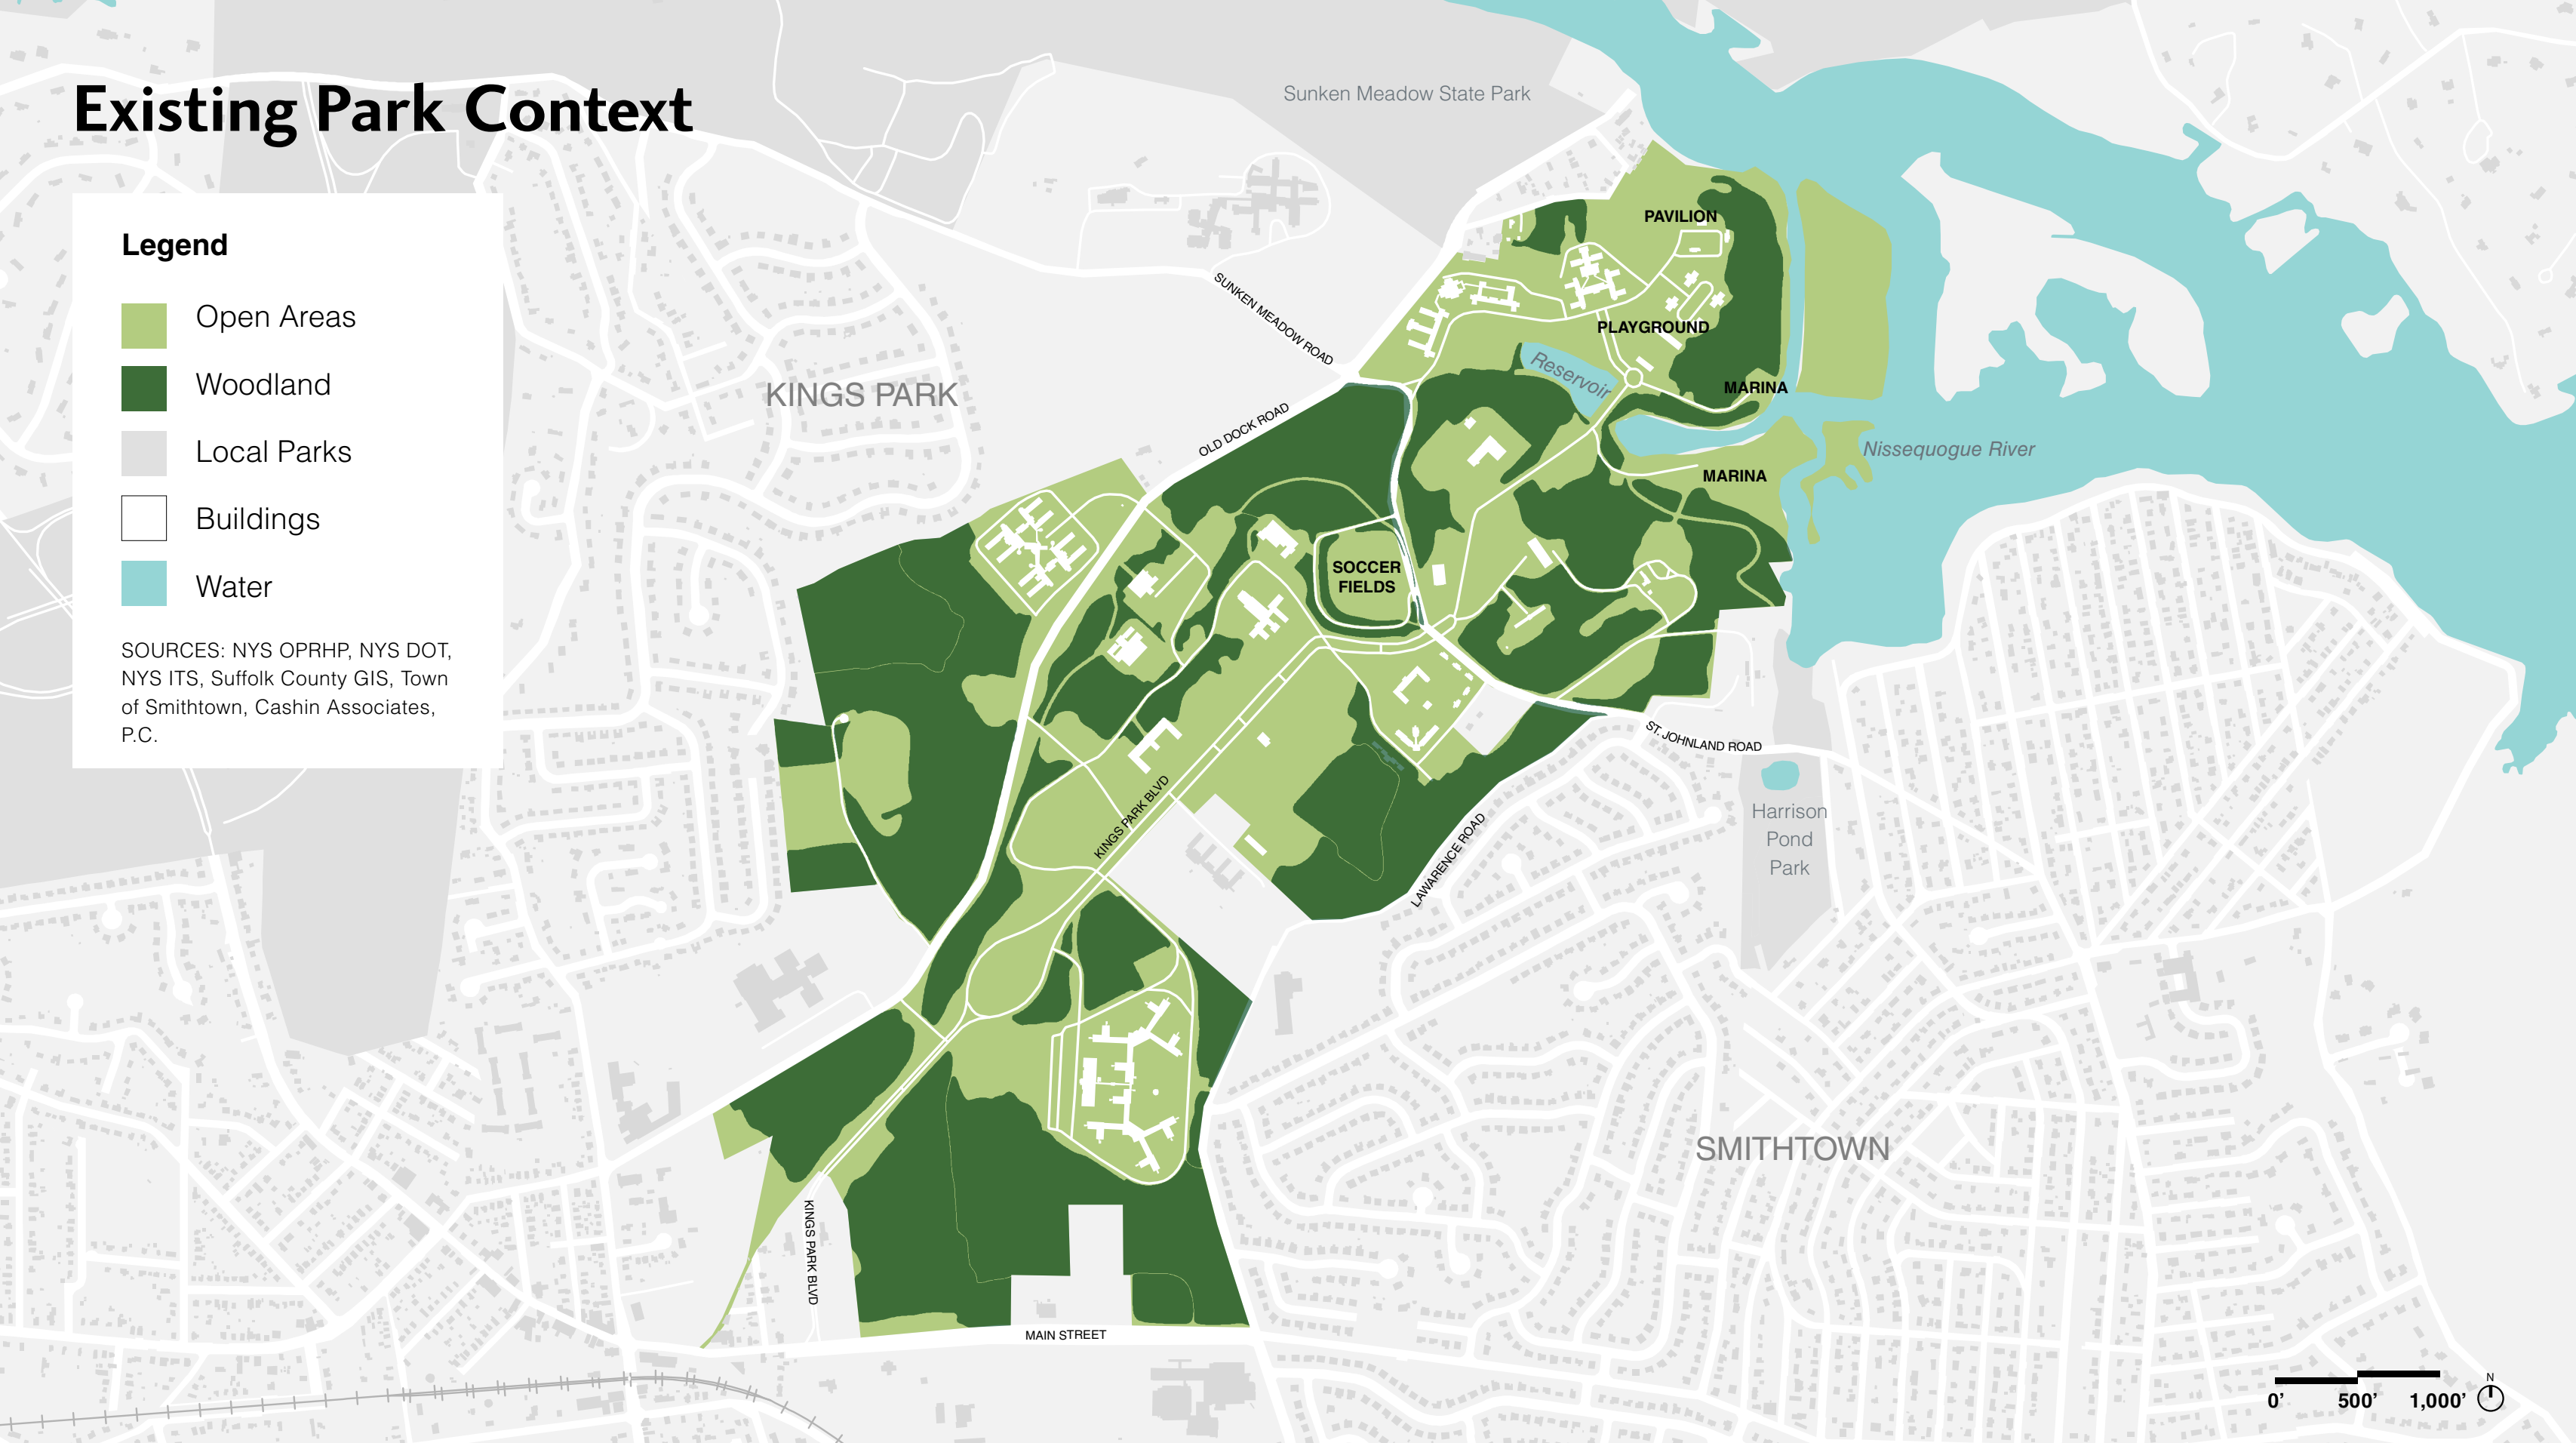 Existing Park Context
Legend
Open Areas
Woodland
Local Parks
Buildings
Water
SOURCES: NYS OPRHP, NYS DOT,
NYS ITS, Suffolk County GIS, Town
of Smithtown, Cashin Associates,
P.C.
Sunken Meadow State Park
PAVILION
SUNKEN MEADOW ROAD
PLAYGROUND
Reservoir
MARINA
KINGS PARK
OLD DOCK ROAD
Nissequogue River
MARINA
SOCCER
FIELDS
ST. JOHNLAND ROAD
KINGS PARK BLVD
Harrison
Pond
Park
LAWARENCE ROAD
SMITHTOWN
KINGS PARK BLVD
MAIN STREET
N
0' 500' 1,000'